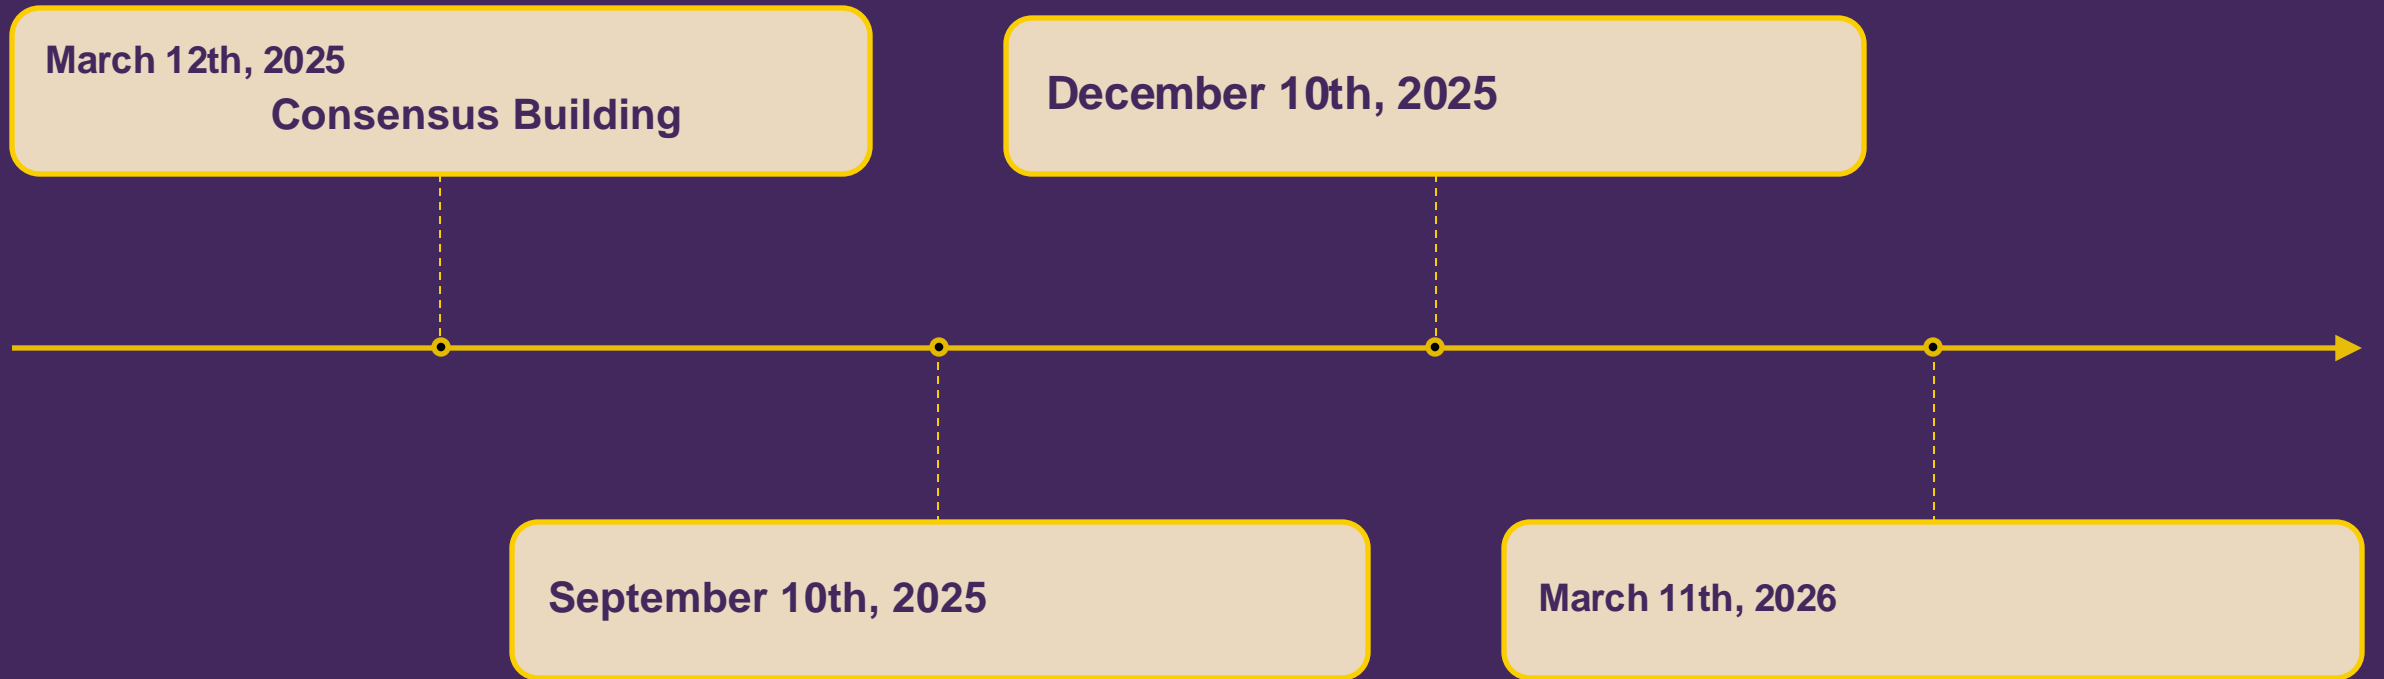 March 12th, 2025
Consensus Building
December 10th, 2025
September 10th, 2025
March 11th, 2026